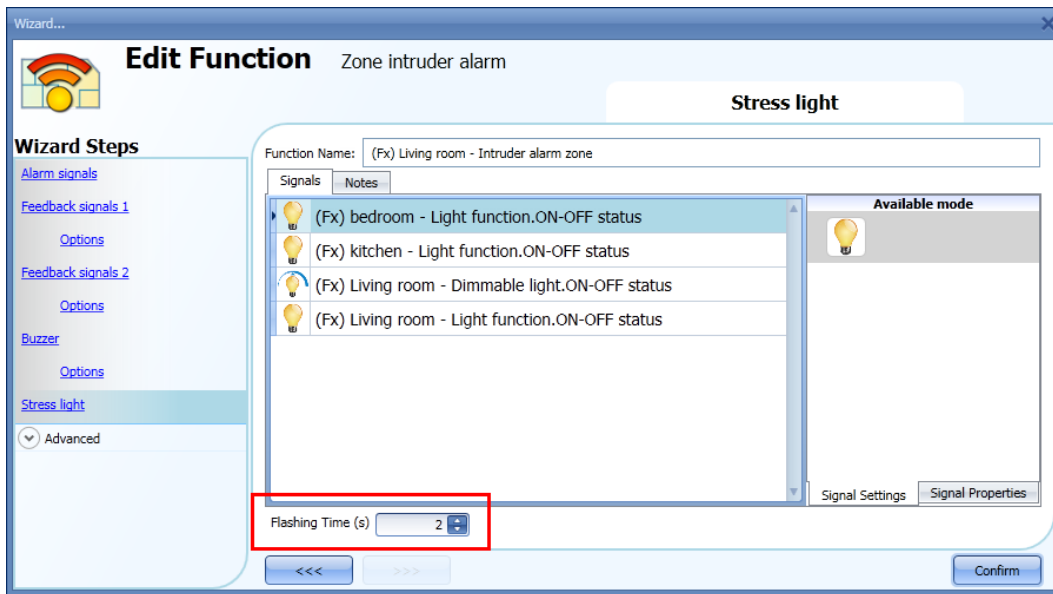 Wizard...
Edit Function Zone intruder alarm
Stress light
Wizard Steps
Alarm signals
Feedback signals 1
Options
Feedback signals 2
Options
Buzzer
Options
Stress light
Advanced
Function Name: (Fx) Living room - Intruder alarm zone
Signals Notes
(Fx) bedroom - Light function.ON-OFF status
(Fx) kitchen - Light function.ON-OFF status
(Fx) Living room - Dimmable light.ON-OFF status
(Fx) Living room - Light function.ON-OFF status
Available mode
Signal Settings Signal Properties
Flashing Time (s) 2
<<< >>> Confirm